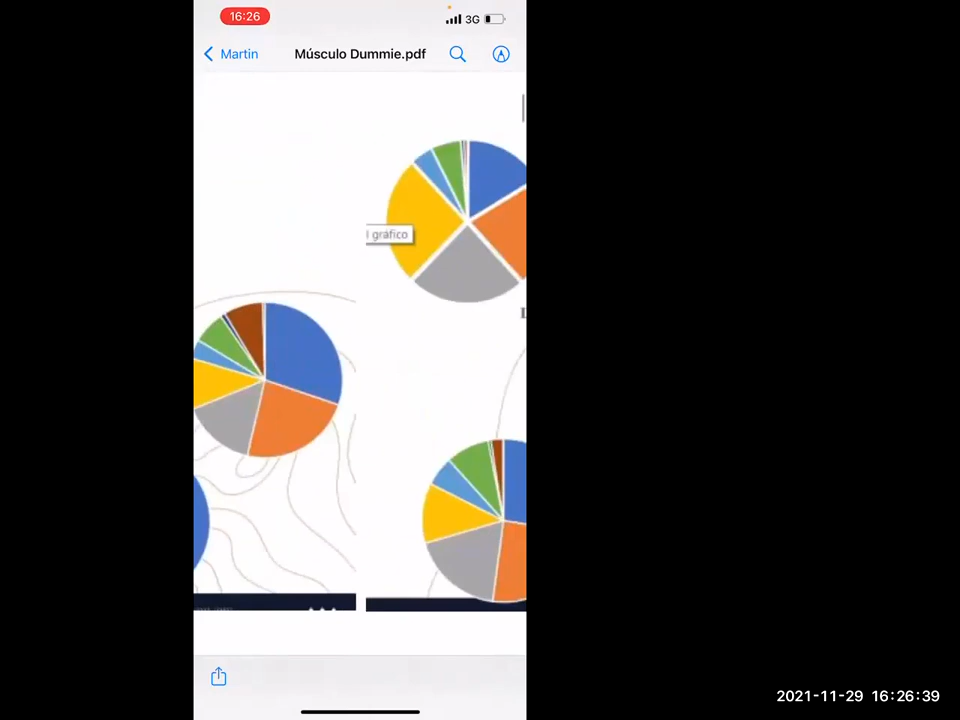 16:26
3G
Martin
Músculo Dummie.pdf
l gráfico
2021-11-29 16:26:39